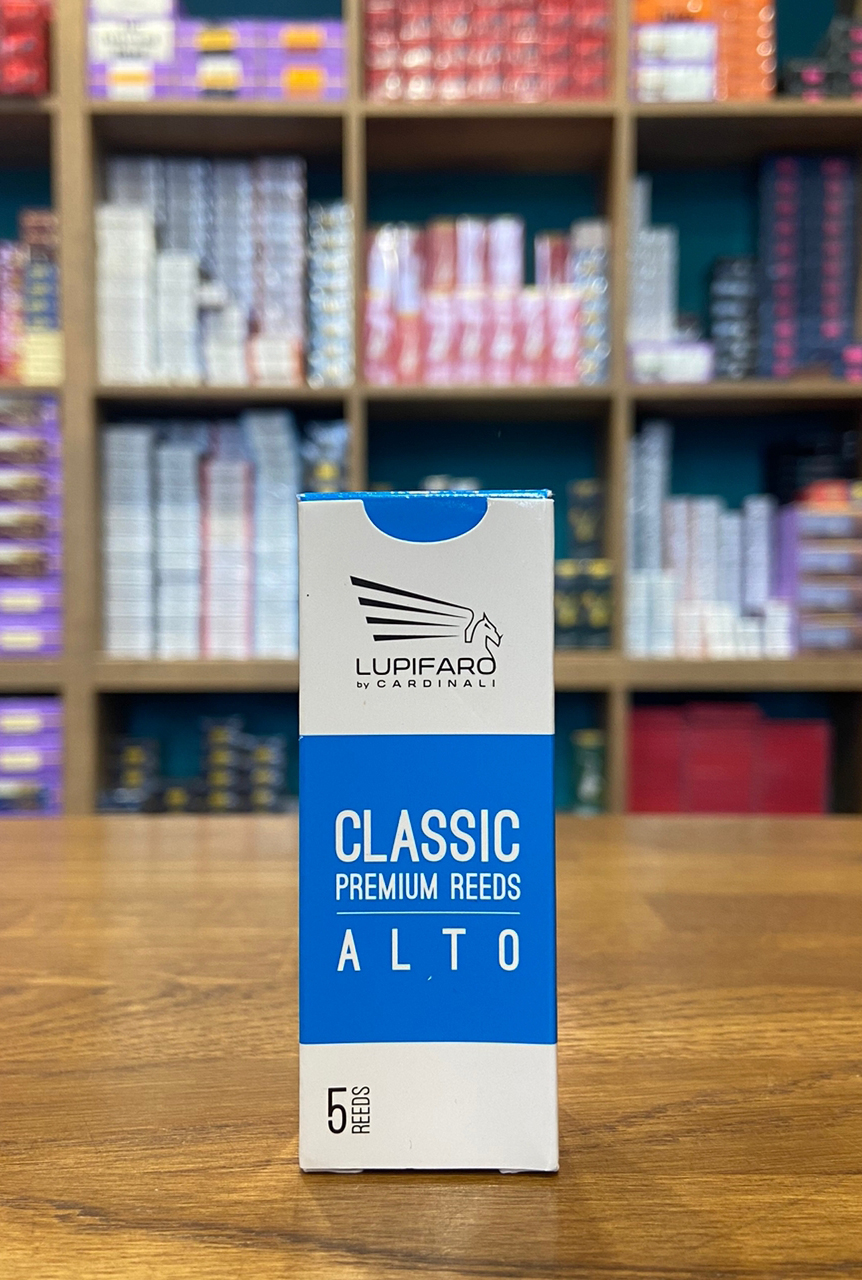 LUPIFARO
by CARDINALI
CLASSIC
PREMIUM REEDS
ALTO
5 REEDS